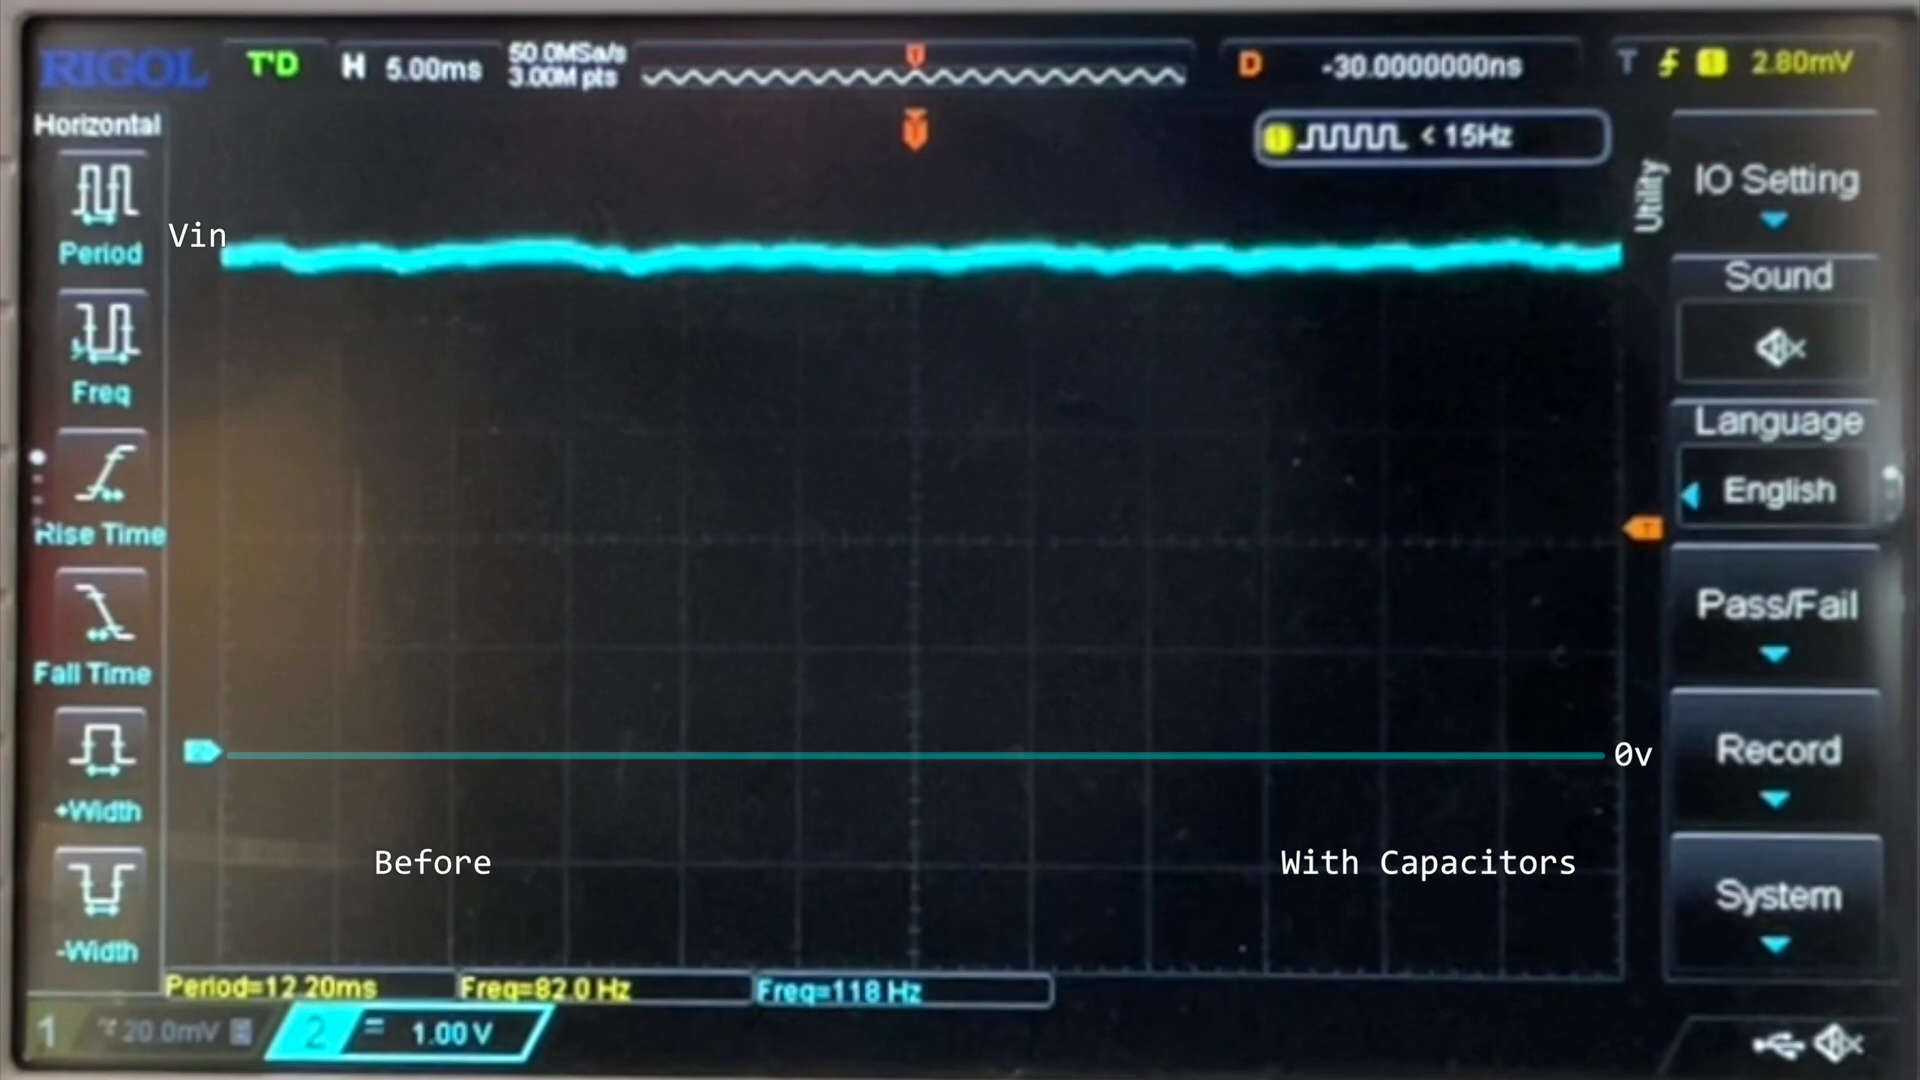 RIGOL T'D H 5.00ms 50.0MSa/s 3.00M pts D -30.0000000ns T 1 2.80mV
Horizontal
1 < 15Hz
Utility
Period
Freq
Rise Time
Fall Time
+Width
-Width
Vin
0v
Before
With Capacitors
IO Setting
Sound
Language
English
Pass/Fail
Record
System
Period=12.20ms Freq=82.0 Hz Freq=118 Hz
1 20.0mV 2 = 1.00 V